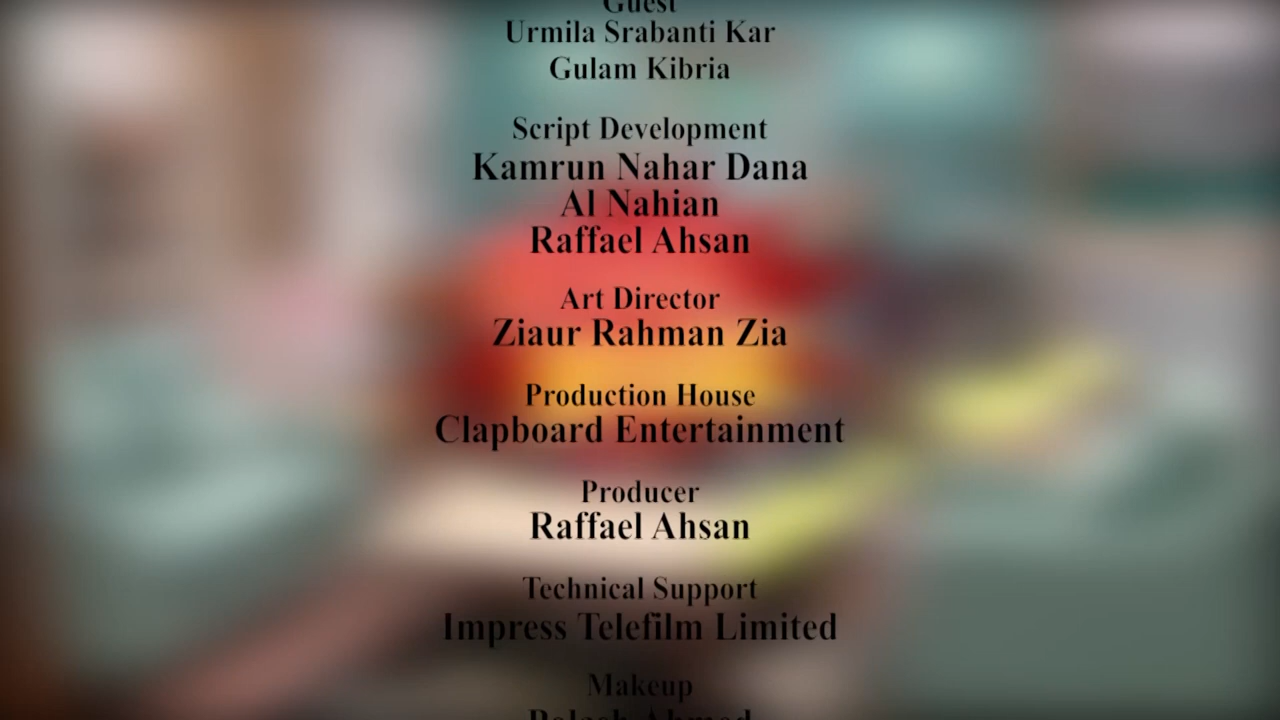 Guest
Urmila Srabanti Kar
Gulam Kibria
Script Development
Kamrun Nahar Dana
Al Nahian
Raffael Ahsan
Art Director
Ziaur Rahman Zia
Production House
Clapboard Entertainment
Producer
Raffael Ahsan
Technical Support
Impress Telefilm Limited
Makeup